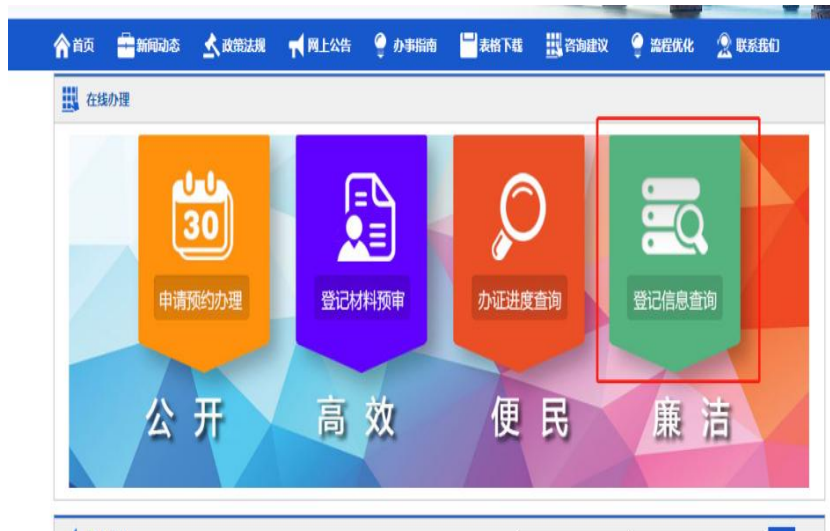 首页 新闻动态 政策法规 网上公告 办事指南 表格下载 咨询建议 流程优化 联系我们
在线办理
30
申请预约办理 登记材料预审 办证进度查询 登记信息查询
公开 高效 便民 廉洁